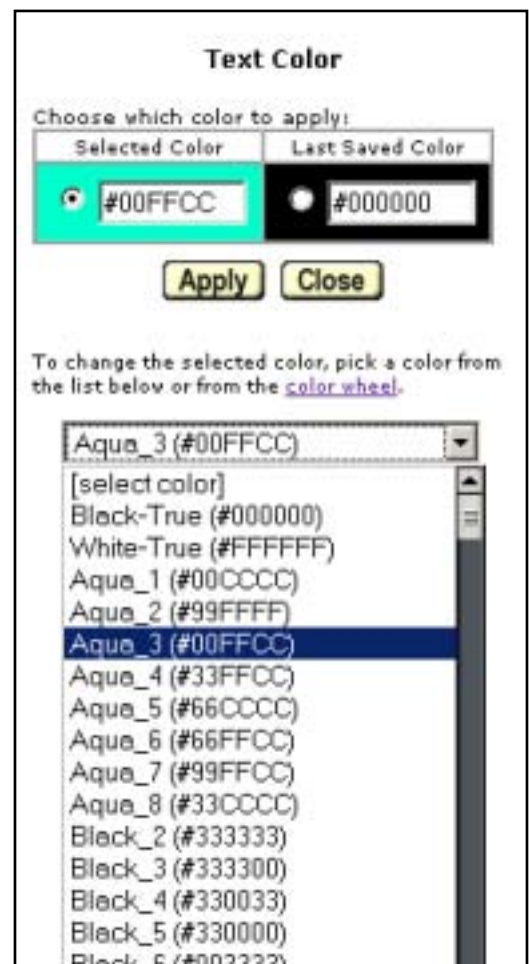 Text Color
Choose which color to apply:
Selected Color Last Saved Color
#00FFCC #000000
Apply Close
To change the selected color, pick a color from
the list below or from the color wheel.
Aqua_3 (#00FFCC)
[select color]
Black-True (#000000)
White-True (#FFFFFF)
Aqua_1 (#00CCCC)
Aqua_2 (#99FFFF)
Aqua_3 (#00FFCC)
Aqua_4 (#33FFCC)
Aqua_5 (#66CCCC)
Aqua_6 (#66FFCC)
Aqua_7 (#99FFCC)
Aqua_8 (#33CCCC)
Black_2 (#333333)
Black_3 (#333300)
Black_4 (#330033)
Black_5 (#330000)